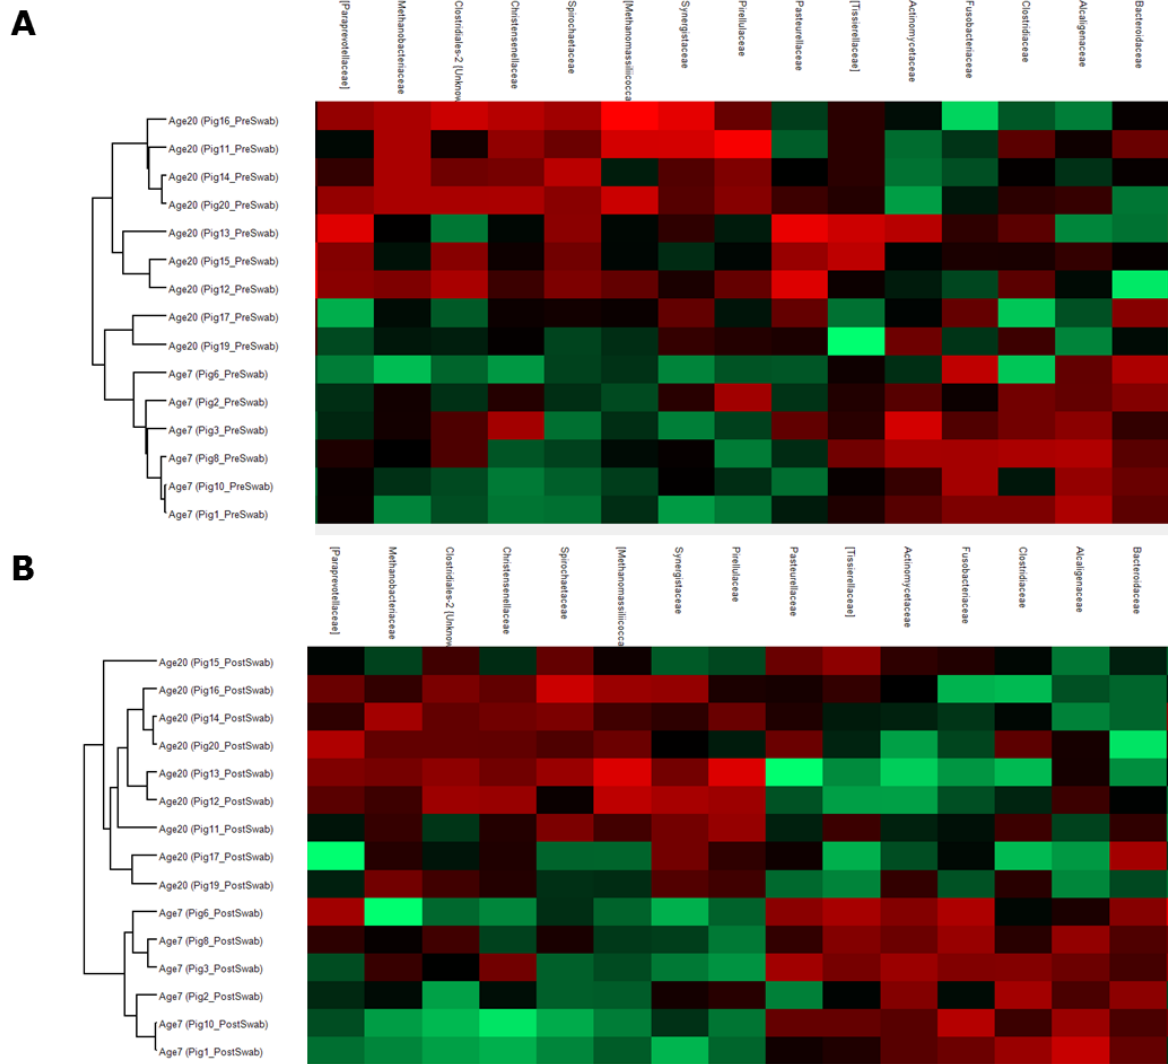 A
[Paraprevotellaceae]
Methanobacteriaceae
Clostridiales-2 {Unknow
Christensenellaceae
Spirochaetaceae
[Methanomassiliicocca
Synergistaceae
Pirellulaceae
Pasteurellaceae
[Tissierellaceae]
Actinomycetaceae
Fusobacteriaceae
Clostridiaceae
Alcaligenaceae
Bacteroidaceae
Age20 (Pig16_PreSwab)
Age20 (Pig11_PreSwab)
Age20 (Pig14_PreSwab)
Age20 (Pig20_PreSwab)
Age20 (Pig13_PreSwab)
Age20 (Pig15_PreSwab)
Age20 (Pig12_PreSwab)
Age20 (Pig17_PreSwab)
Age20 (Pig19_PreSwab)
Age7 (Pig6_PreSwab)
Age7 (Pig2_PreSwab)
Age7 (Pig3_PreSwab)
Age7 (Pig8_PreSwab)
Age7 (Pig10_PreSwab)
Age7 (Pig1_PreSwab)
B
[Paraprevotellaceae]
Methanobacteriaceae
Clostridiales-2 {Unknow
Christensenellaceae
Spirochaetaceae
[Methanomassiliicocca
Synergistaceae
Pirellulaceae
Pasteurellaceae
[Tissierellaceae]
Actinomycetaceae
Fusobacteriaceae
Clostridiaceae
Alcaligenaceae
Bacteroidaceae
Age20 (Pig15_PostSwab)
Age20 (Pig16_PostSwab)
Age20 (Pig14_PostSwab)
Age20 (Pig20_PostSwab)
Age20 (Pig13_PostSwab)
Age20 (Pig12_PostSwab)
Age20 (Pig11_PostSwab)
Age20 (Pig17_PostSwab)
Age20 (Pig19_PostSwab)
Age7 (Pig6_PostSwab)
Age7 (Pig8_PostSwab)
Age7 (Pig3_PostSwab)
Age7 (Pig2_PostSwab)
Age7 (Pig10_PostSwab)
Age7 (Pig1_PostSwab)